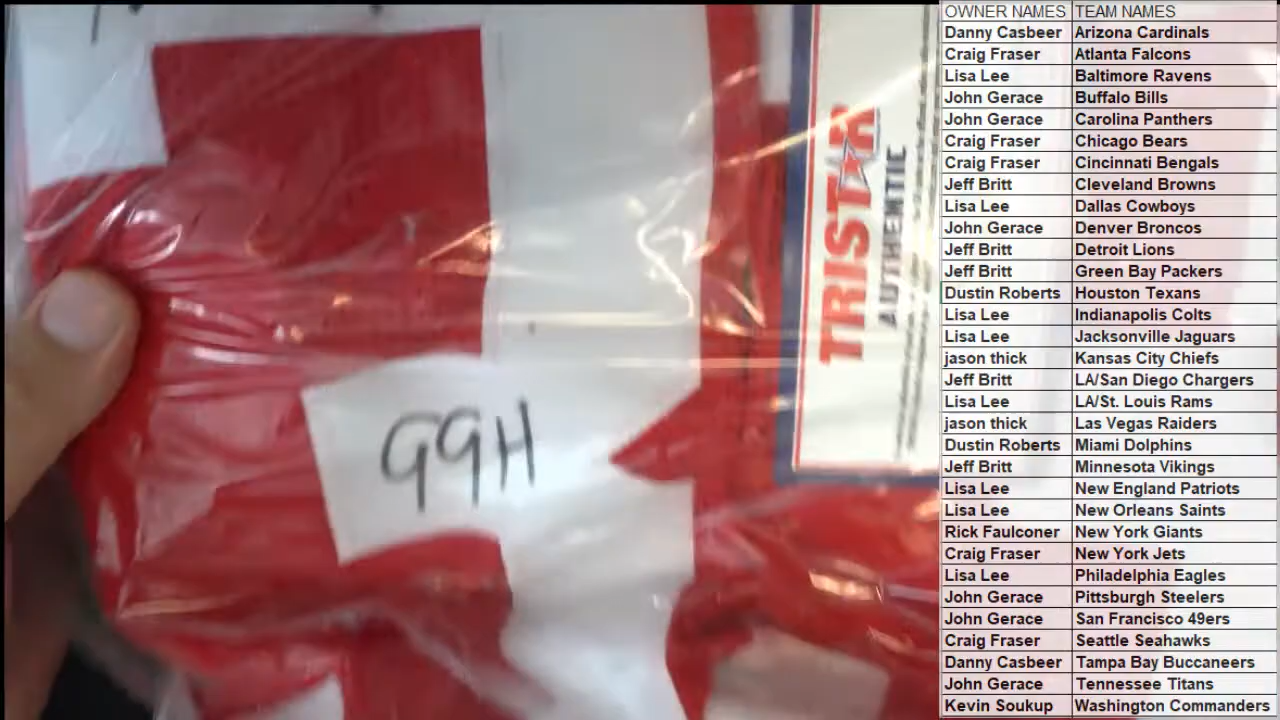 GGH
TRISTAR
AUTHENTIC
OWNER NAMES TEAM NAMES
Danny Casbeer Arizona Cardinals
Craig Fraser Atlanta Falcons
Lisa Lee Baltimore Ravens
John Gerace Buffalo Bills
John Gerace Carolina Panthers
Craig Fraser Chicago Bears
Craig Fraser Cincinnati Bengals
Jeff Britt Cleveland Browns
Lisa Lee Dallas Cowboys
John Gerace Denver Broncos
Jeff Britt Detroit Lions
Jeff Britt Green Bay Packers
Dustin Roberts Houston Texans
Lisa Lee Indianapolis Colts
Lisa Lee Jacksonville Jaguars
jason thick Kansas City Chiefs
Jeff Britt LA/San Diego Chargers
Lisa Lee LA/St. Louis Rams
jason thick Las Vegas Raiders
Dustin Roberts Miami Dolphins
Jeff Britt Minnesota Vikings
Lisa Lee New England Patriots
Lisa Lee New Orleans Saints
Rick Faulconer New York Giants
Craig Fraser New York Jets
Lisa Lee Philadelphia Eagles
John Gerace Pittsburgh Steelers
John Gerace San Francisco 49ers
Craig Fraser Seattle Seahawks
Danny Casbeer Tampa Bay Buccaneers
John Gerace Tennessee Titans
Kevin Soukup Washington Commanders